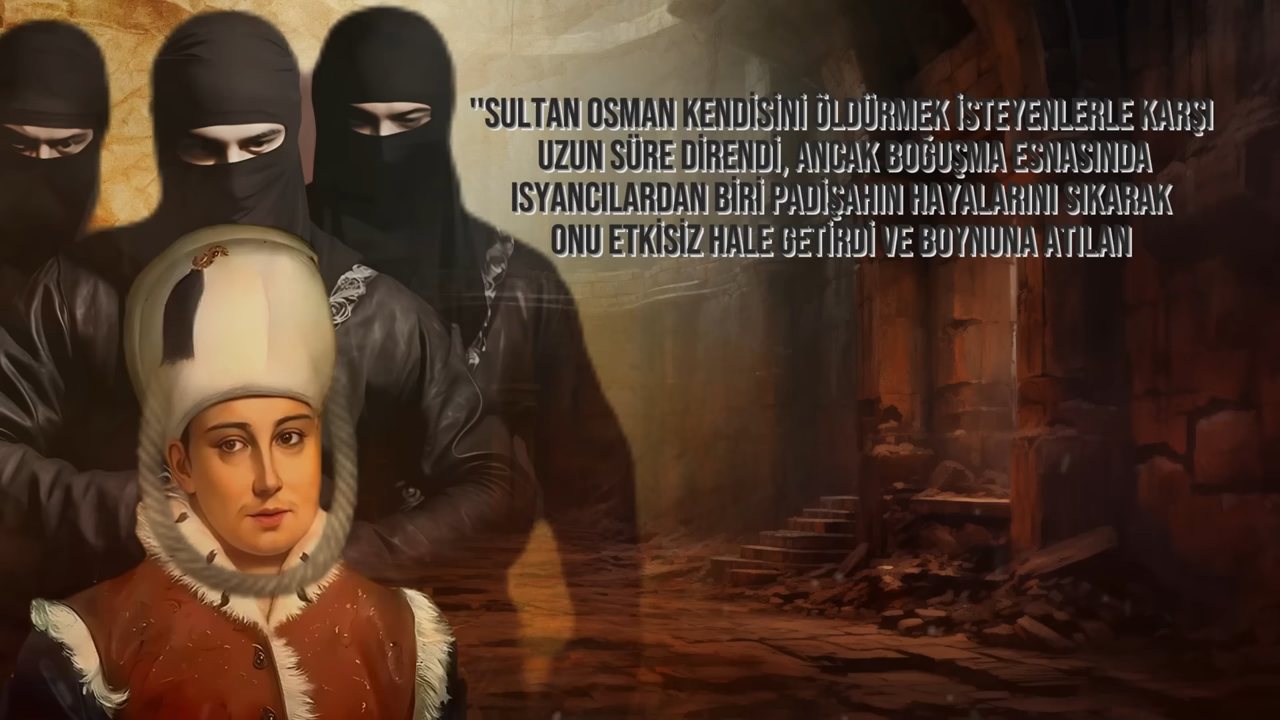 "SULTAN OSMAN KENDİSİNİ ÖLDÜRMEK İSTEYENLERLE KARŞI
UZUN SÜRE DİRENDİ, ANCAK BOĞUŞMA ESNASINDA
ISYANCILARDAN BİRİ PADİŞAHIN HAYALARINI SIKARAK
ONU ETKİSİZ HALE GETİRDİ VE BOYNUNA ATILAN